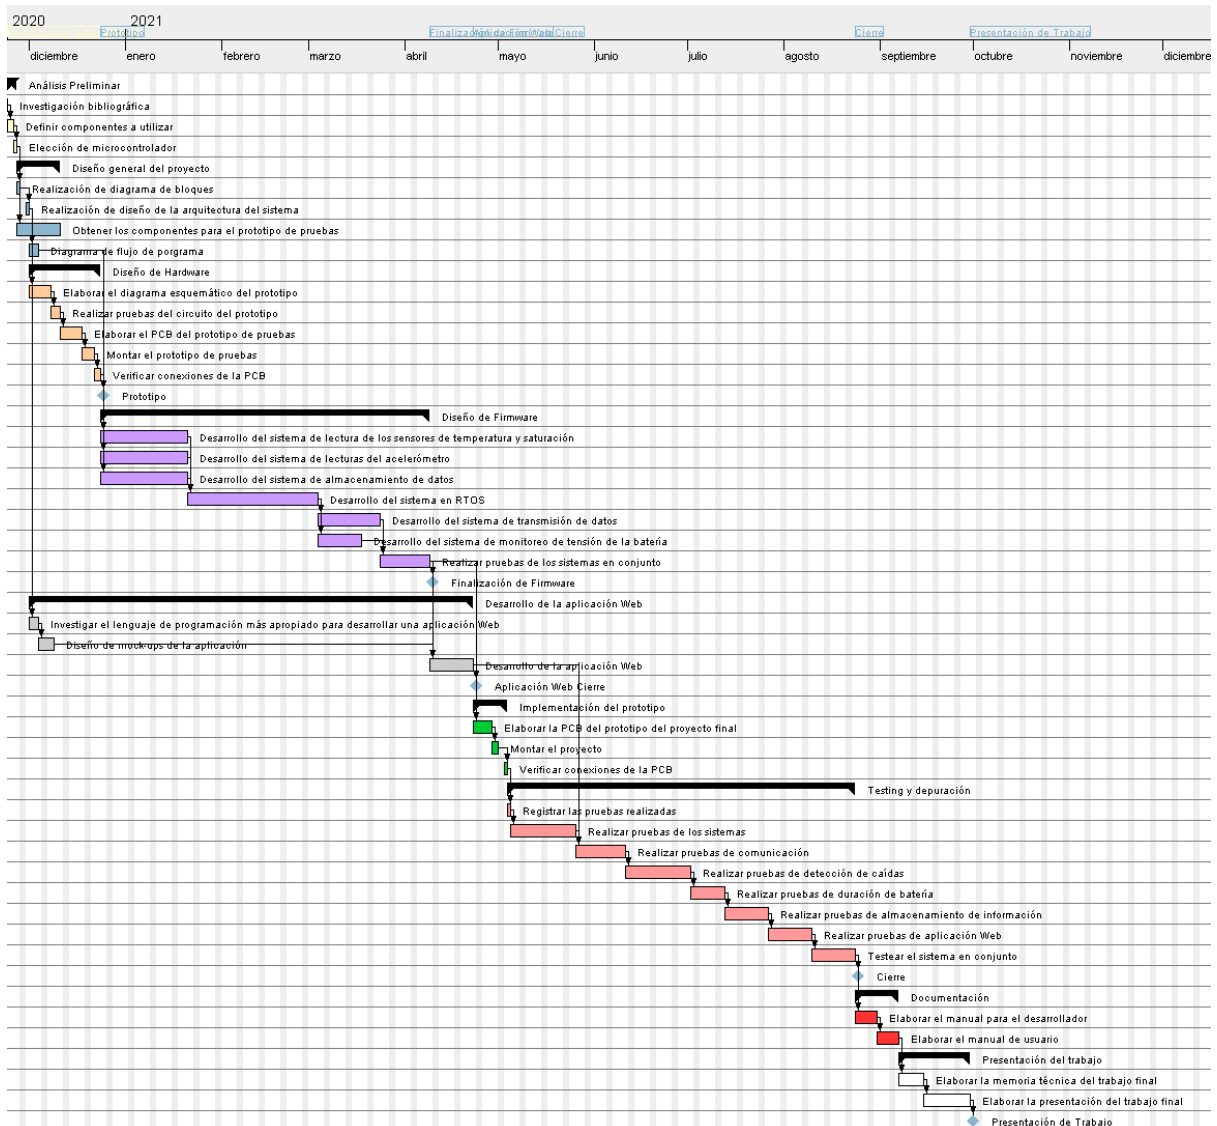 2020 2021
Prototipo Finalización de Firmware Aplicación Web Cierre Cierre Presentación de Trabajo
diciembre enero febrero marzo abril mayo junio julio agosto septiembre octubre noviembre diciembre
Análisis Preliminar
Investigación bibliográfica
Definir componentes a utilizar
Elección de microcontrolador
Diseño general del proyecto
Realización de diagrama de bloques
Realización de diseño de la arquitectura del sistema
Obtener los componentes para el prototipo de pruebas
Diagrama de flujo de porgrama
Diseño de Hardware
Elaborar el diagrama esquemático del prototipo
Realizar pruebas del circuito del prototipo
Elaborar el PCB del prototipo de pruebas
Montar el prototipo de pruebas
Verificar conexiones de la PCB
Prototipo
Diseño de Firmware
Desarrollo del sistema de lectura de los sensores de temperatura y saturación
Desarrollo del sistema de lecturas del acelerómetro
Desarrollo del sistema de almacenamiento de datos
Desarrollo del sistema en RTOS
Desarrollo del sistema de transmisión de datos
Desarrollo del sistema de monitoreo de tensión de la batería
Realizar pruebas de los sistemas en conjunto
Finalización de Firmware
Desarrollo de la aplicación Web
Investigar el lenguaje de programación más apropiado para desarrollar una aplicación Web
Diseño de mock-ups de la aplicación
Desarrollo de la aplicación Web
Aplicación Web Cierre
Implementación del prototipo
Elaborar la PCB del prototipo del proyecto final
Montar el proyecto
Verificar conexiones de la PCB
Testing y depuración
Registrar las pruebas realizadas
Realizar pruebas de los sistemas
Realizar pruebas de comunicación
Realizar pruebas de detección de caídas
Realizar pruebas de duración de batería
Realizar pruebas de almacenamiento de información
Realizar pruebas de aplicación Web
Testear el sistema en conjunto
Cierre
Documentación
Elaborar el manual para el desarrollador
Elaborar el manual de usuario
Presentación del trabajo
Elaborar la memoria técnica del trabajo final
Elaborar la presentación del trabajo final
Presentación de Trabajo